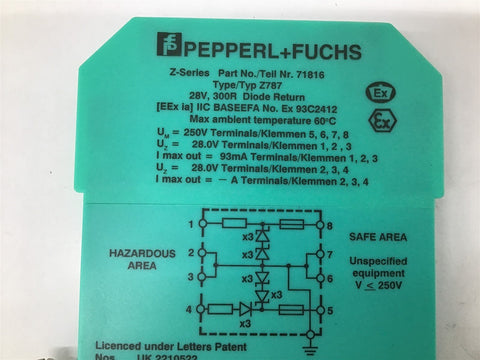 PEPPERL+FUCHS
Z-Series Part No./Teil Nr. 71816
Type/Typ Z787
28V, 300R Diode Return
[EEx ia] IIC BASEEFA No. Ex 93C2412
Max ambient temperature 60°C
UM = 250V Terminals/Klemmen 5, 6, 7, 8
UZ = 28.0V Terminals/Klemmen 1, 2 , 3
I max out = 93mA Terminals/Klemmen 1, 2, 3
UZ = 28.0V Terminals/Klemmen 2, 3, 4
I max out = – A Terminals/Klemmen 2, 3, 4
Ex
Ex
1
8
x3
x3
HAZARDOUS
AREA
2
3
7
6
SAFE AREA
Unspecified
equipment
V ≤ 250V
x3
x3
4
x3
5
Licenced under Letters Patent
Nos. UK 2210522